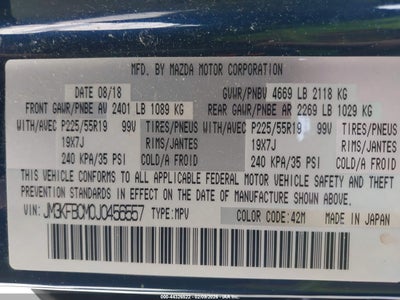 MFD. BY MAZDA MOTOR CORPORATION
DATE 08/18 GVWR/PNBV 4669 LB 2118 KG
FRONT GAWR/PNBE AV 2401 LB 1089 KG REAR GAWR/PNBE AR 2269 LB 1029 KG
WITH/AVEC P225/55R19 99V TIRES/PNEUS WITH/AVEC P225/55R19 99V TIRES/PNEUS
19X7J RIMS/JANTES 19X7J RIMS/JANTES
240 KPA/35 PSI COLD/A FROID 240 KPA/35 PSI COLD/A FROID
THIS VEHICLE CONFORMS TO ALL APPLICABLE FEDERAL MOTOR VEHICLE SAFETY AND THEFT
PREVENTION STANDARDS IN EFFECT ON THE DATE OF MANUFACTURE SHOWN ABOVE.
VIN: JM3KFBCM0J0456557 TYPE: MPV COLOR: 42M MADE IN JAPAN